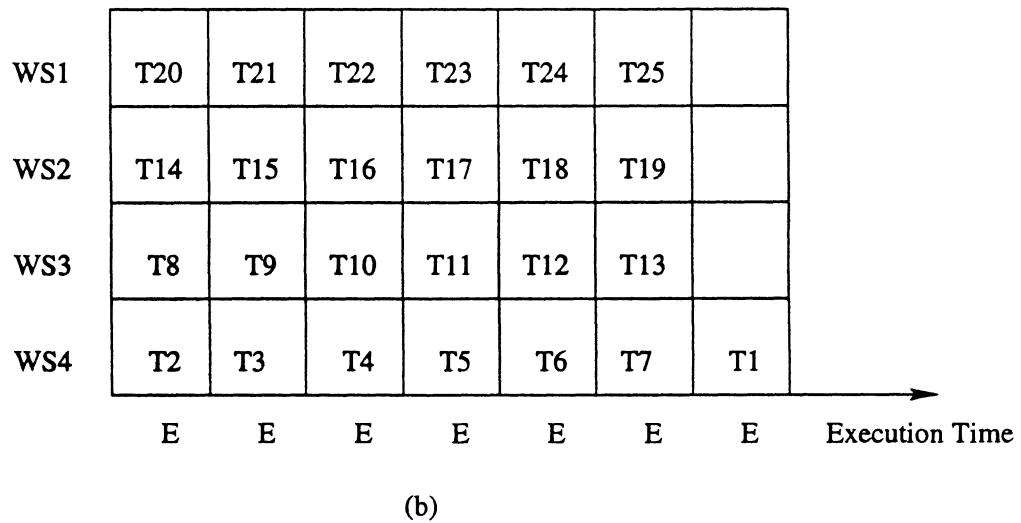 WS1 T20 T21 T22 T23 T24 T25
WS2 T14 T15 T16 T17 T18 T19
WS3 T8 T9 T10 T11 T12 T13
WS4 T2 T3 T4 T5 T6 T7 T1
E E E E E E E Execution Time
(b)